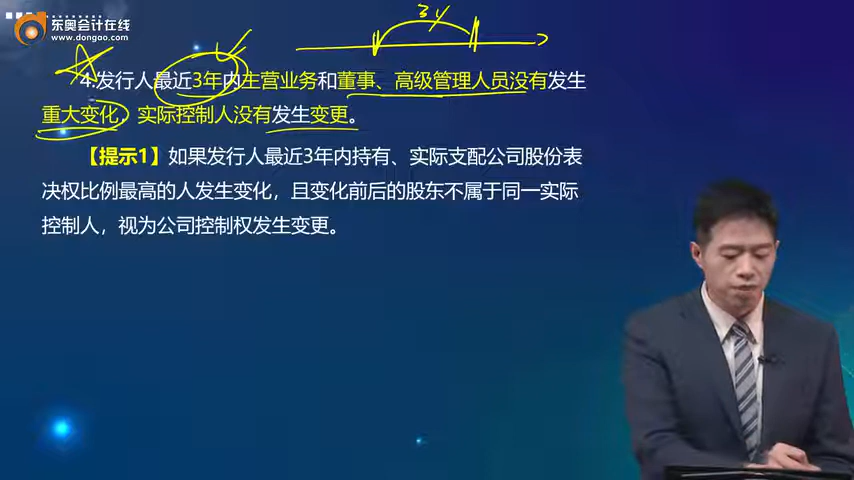 东奥会计在线
www.dongao.com
3y
4.发行人最近3年内主营业务和董事、高级管理人员没有发生
重大变化，实际控制人没有发生变更。
【提示1】如果发行人最近3年内持有、实际支配公司股份表
决权比例最高的人发生变化，且变化前后的股东不属于同一实际
控制人，视为公司控制权发生变更。